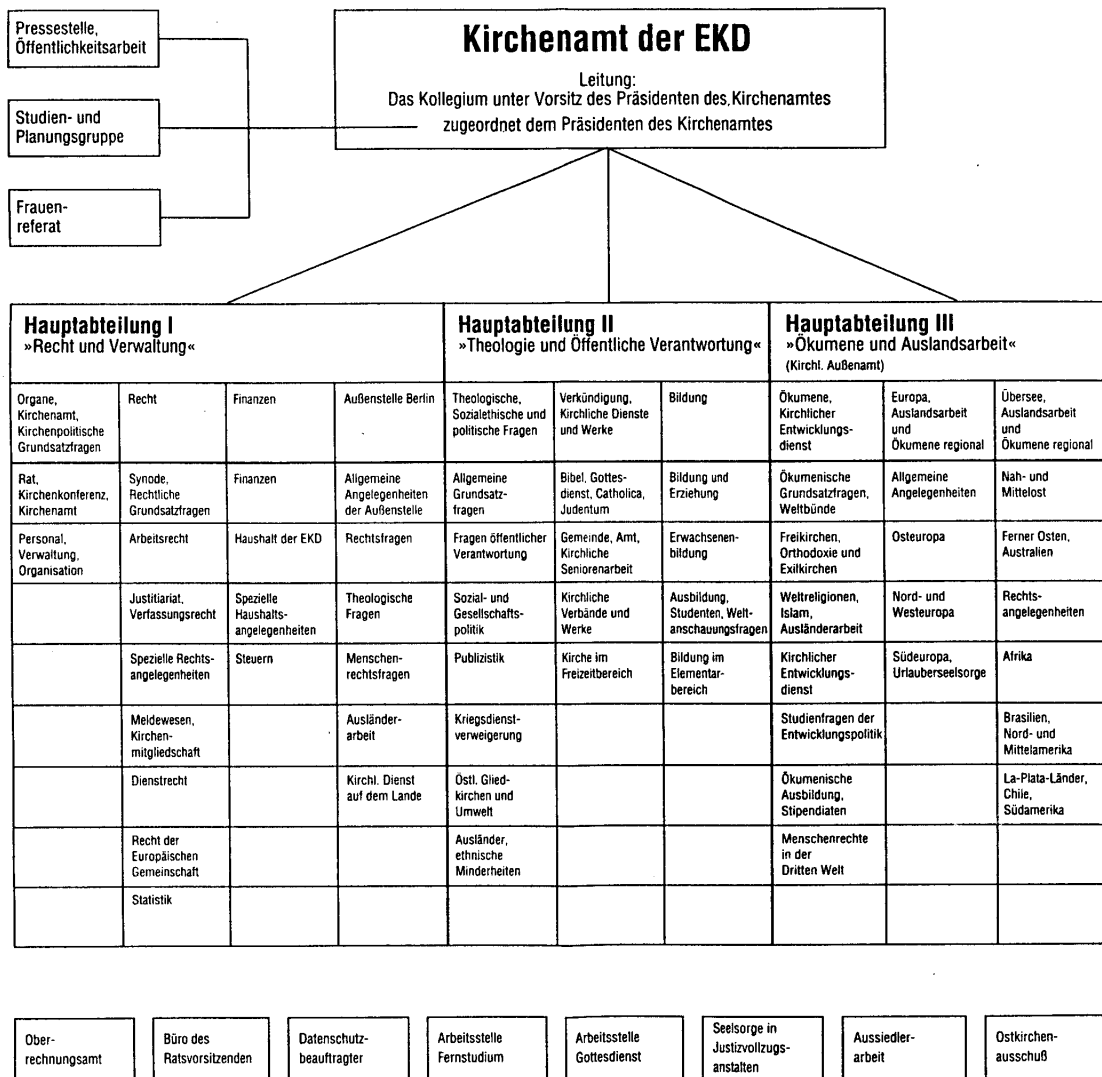 Pressestelle,
Öffentlichkeitsarbeit
Studien- und
Planungsgruppe
Frauen-
referat
Kirchenamt der EKD
Leitung:
Das Kollegium unter Vorsitz des Präsidenten des Kirchenamtes
zugeordnet dem Präsidenten des Kirchenamtes
Hauptabteilung I
»Recht und Verwaltung«
Hauptabteilung II
»Theologie und Öffentliche Verantwortung«
Hauptabteilung III
»Ökumene und Auslandsarbeit«
(Kirchl. Außenamt)
Organe,
Kirchenamt,
Kirchenpolitische
Grundsatzfragen
Recht
Finanzen
Außenstelle Berlin
Theologische,
Sozialethische und
politische Fragen
Verkündigung,
Kirchliche Dienste
und Werke
Bildung
Ökumene,
Kirchlicher
Entwicklungs-
dienst
Europa,
Auslandsarbeit
und
Ökumene regional
Übersee,
Auslandsarbeit
und
Ökumene regional
Rat,
Kirchenkonferenz,
Kirchenamt
Synode,
Rechtliche
Grundsatzfragen
Finanzen
Allgemeine
Angelegenheiten
der Außenstelle
Allgemeine
Grundsatz-
fragen
Bibel, Gottes-
dienst, Catholica,
Judentum
Bildung und
Erziehung
Ökumenische
Grundsatzfragen,
Weltbünde
Allgemeine
Angelegenheiten
Nah- und
Mittelost
Personal,
Verwaltung,
Organisation
Arbeitsrecht
Haushalt der EKD
Rechtsfragen
Fragen öffentlicher
Verantwortung
Gemeinde, Amt,
Kirchliche
Seniorenarbeit
Erwachsenen-
bildung
Freikirchen,
Orthodoxie und
Exilkirchen
Osteuropa
Ferner Osten,
Australien
Justitiariat,
Verfassungsrecht
Spezielle
Haushalts-
angelegenheiten
Theologische
Fragen
Sozial- und
Gesellschafts-
politik
Kirchliche
Verbände und
Werke
Ausbildung,
Studenten, Welt-
anschauungsfragen
Weltreligionen,
Islam,
Ausländerarbeit
Nord- und
Westeuropa
Rechts-
angelegenheiten
Spezielle Rechts-
angelegenheiten
Steuern
Menschen-
rechtsfragen
Publizistik
Kirche im
Freizeitbereich
Bildung im
Elementar-
bereich
Kirchlicher
Entwicklungs-
dienst
Südeuropa,
Urlauberseelsorge
Afrika
Meldewesen,
Kirchen-
mitgliedschaft
Ausländer-
arbeit
Kriegsdienst-
verweigerung
Studienfragen der
Entwicklungspolitik
Brasilien,
Nord- und
Mittelamerika
Dienstrecht
Kirchl. Dienst
auf dem Lande
Östl. Glied-
kirchen und
Umwelt
Ökumenische
Ausbildung,
Stipendiaten
La-Plata-Länder,
Chile,
Südamerika
Recht der
Europäischen
Gemeinschaft
Ausländer,
ethnische
Minderheiten
Menschenrechte
in der
Dritten Welt
Statistik
Ober-
rechnungsamt
Büro des
Ratsvorsitzenden
Datenschutz-
beauftragter
Arbeitsstelle
Fernstudium
Arbeitsstelle
Gottesdienst
Seelsorge in
Justizvollzugs-
anstalten
Aussiedler-
arbeit
Ostkirchen-
ausschuß